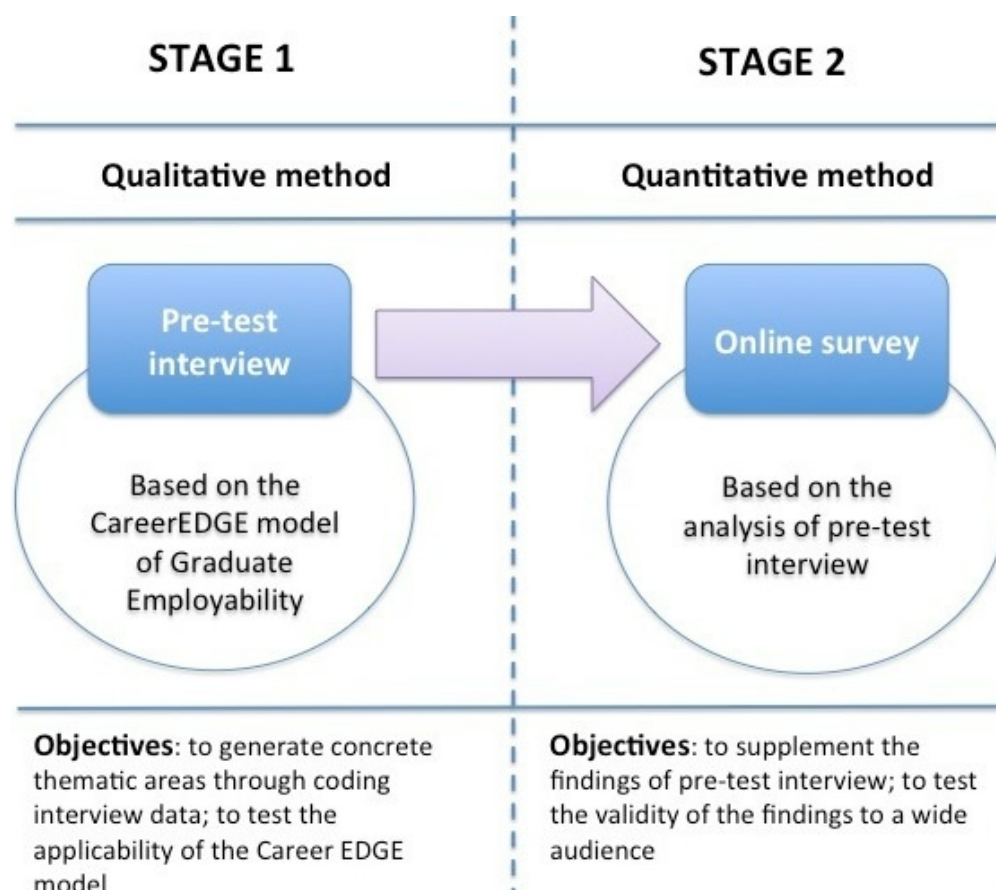 STAGE 1
STAGE 2
Qualitative method
Quantitative method
Pre-test
interview
Online survey
Based on the
CareerEDGE model
of Graduate
Employability
Based on the
analysis of pre-test
interview
Objectives: to generate concrete
thematic areas through coding
interview data; to test the
applicability of the Career EDGE
model
Objectives: to supplement the
findings of pre-test interview; to test
the validity of the findings to a wide
audience